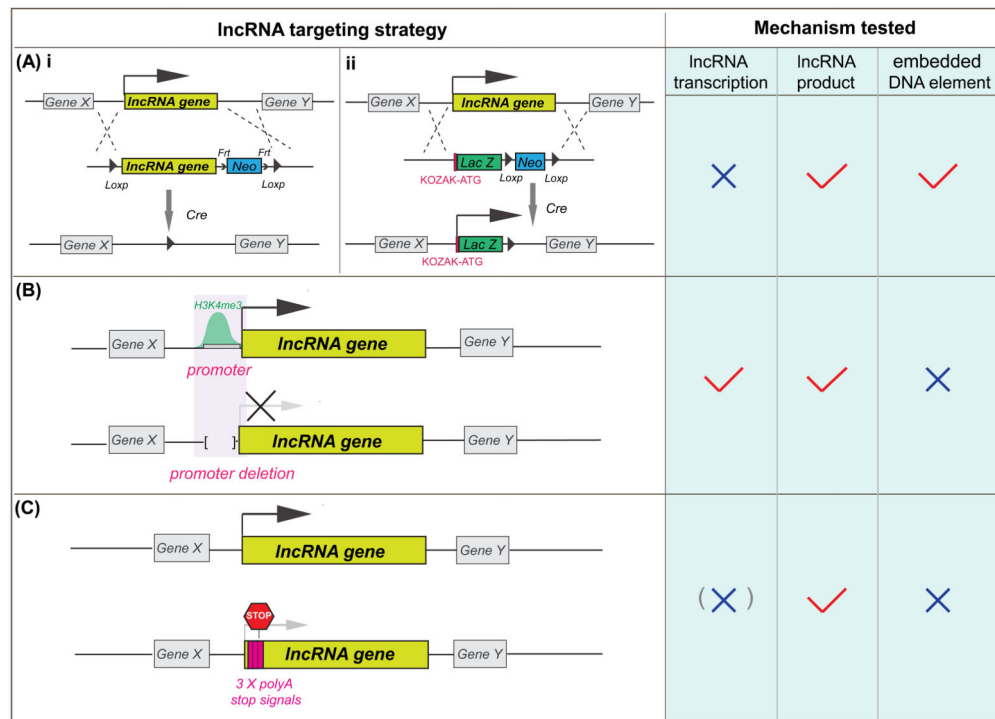 lncRNA targeting strategy
Mechanism tested
lncRNA transcription
lncRNA product
embedded DNA element
(A) i
ii
Gene X
lncRNA gene
Gene Y
Gene X
lncRNA gene
Gene Y
Loxp
lncRNA gene
Frt
Neo
Frt
Loxp
KOZAK-ATG
Lac Z
Loxp
Neo
Loxp
Cre
Cre
Gene X
Gene Y
Gene X
KOZAK-ATG
Lac Z
Gene Y
(B)
H3K4me3
Gene X
lncRNA gene
Gene Y
promoter
Gene X
[ ]
lncRNA gene
Gene Y
promoter deletion
(C)
Gene X
lncRNA gene
Gene Y
( )
STOP
Gene X
lncRNA gene
Gene Y
3 X polyA
stop signals